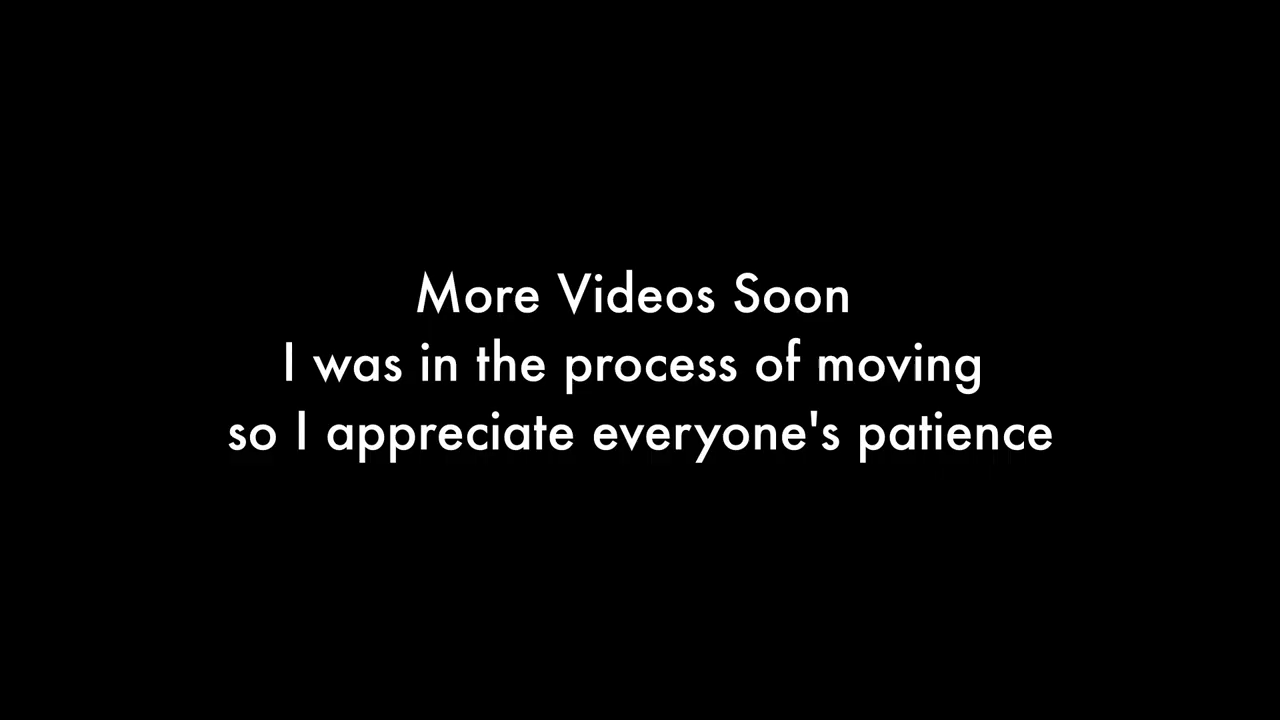 More Videos Soon
I was in the process of moving
so I appreciate everyone's patience